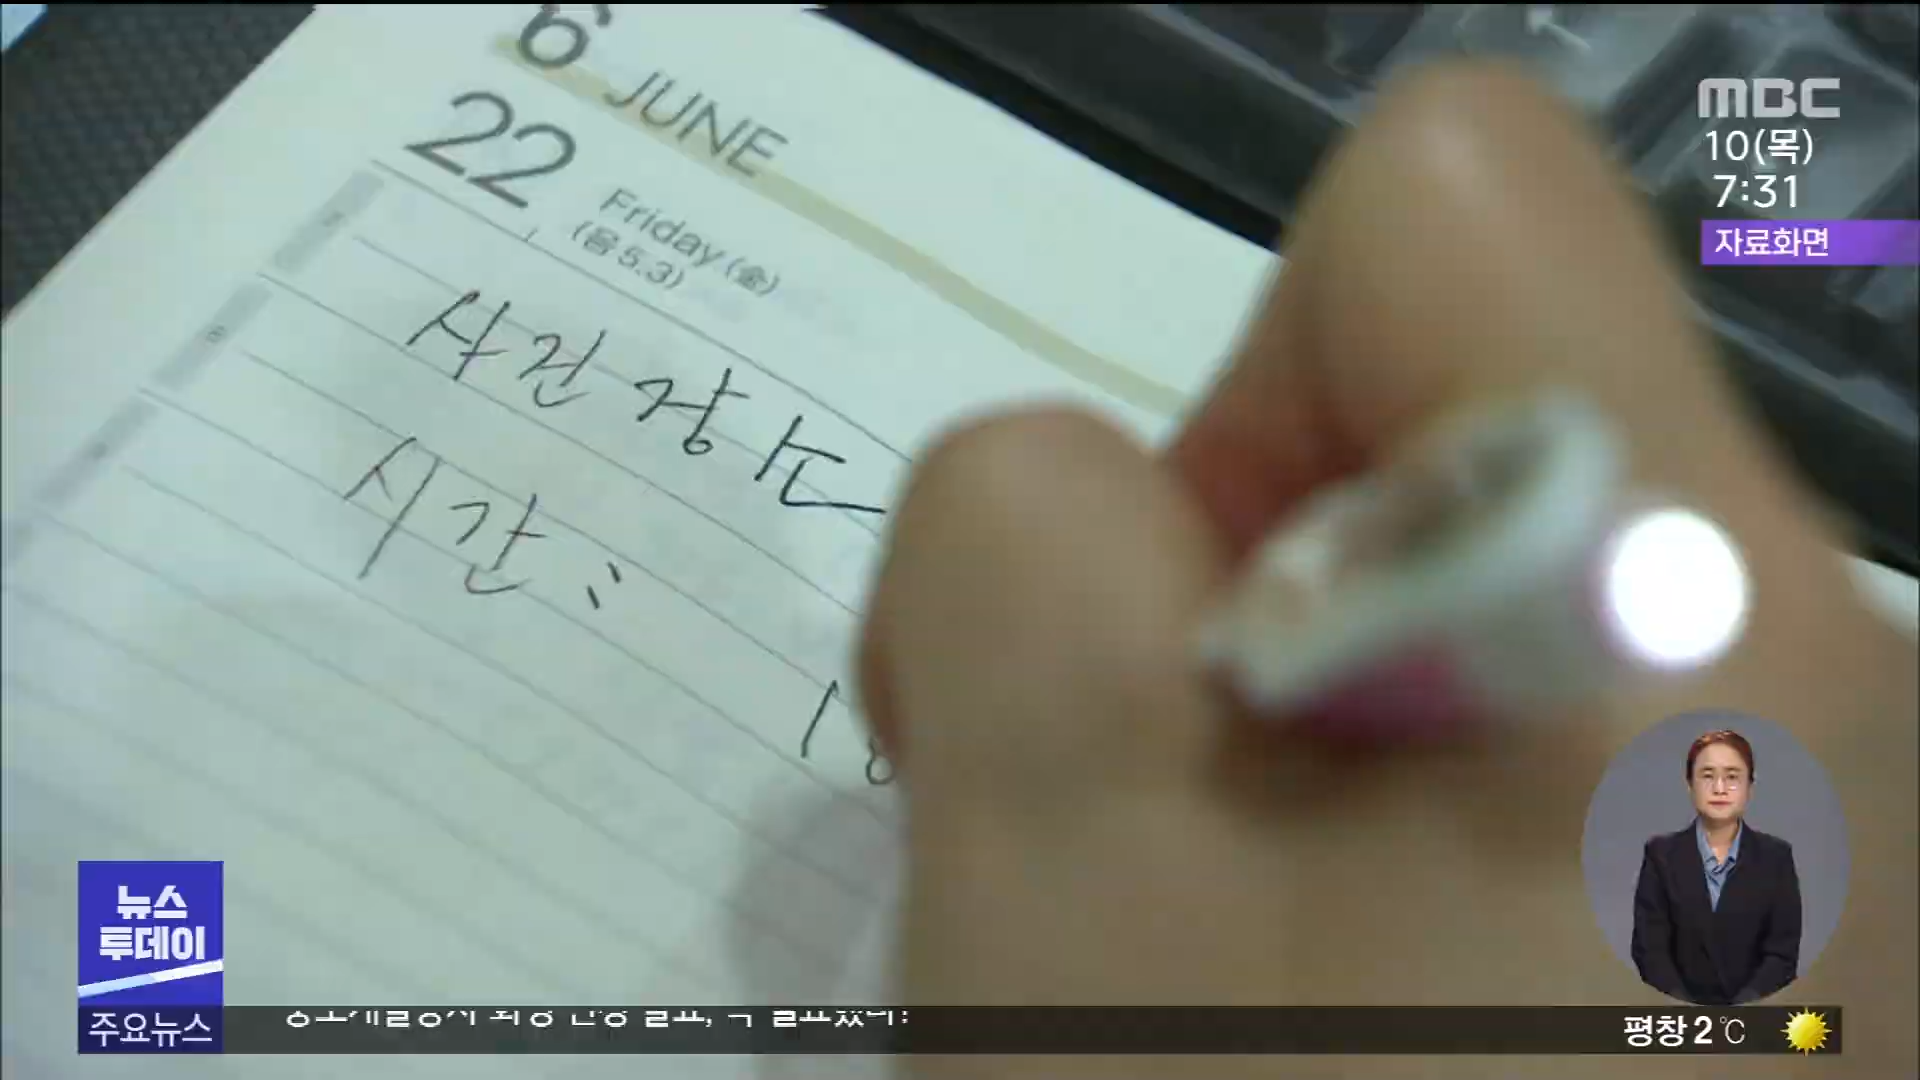 6 JUNE
22
Friday (金)
(음 5.3)
사건 장소
시간 :
MBC
10(목)
7:31
자료화면
뉴스
투데이
주요뉴스
평창 2℃